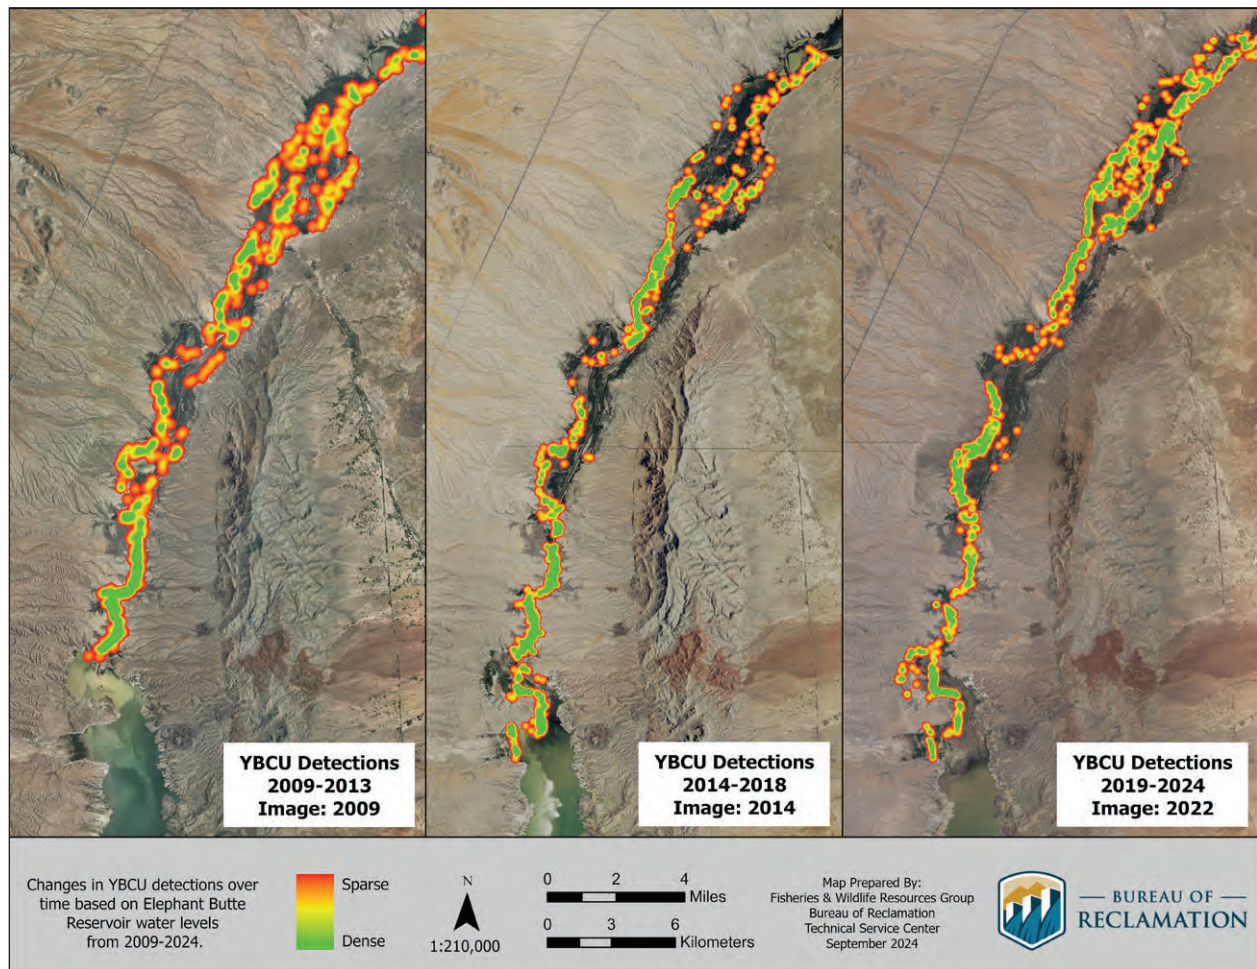 YBCU Detections
2009-2013
Image: 2009
YBCU Detections
2014-2018
Image: 2014
YBCU Detections
2019-2024
Image: 2022
Changes in YBCU detections over
time based on Elephant Butte
Reservoir water levels
from 2009-2024.
Sparse
Dense
N
1:210,000
0 2 4
Miles
0 3 6
Kilometers
Map Prepared By:
Fisheries & Wildlife Resources Group
Bureau of Reclamation
Technical Service Center
September 2024
BUREAU OF
RECLAMATION